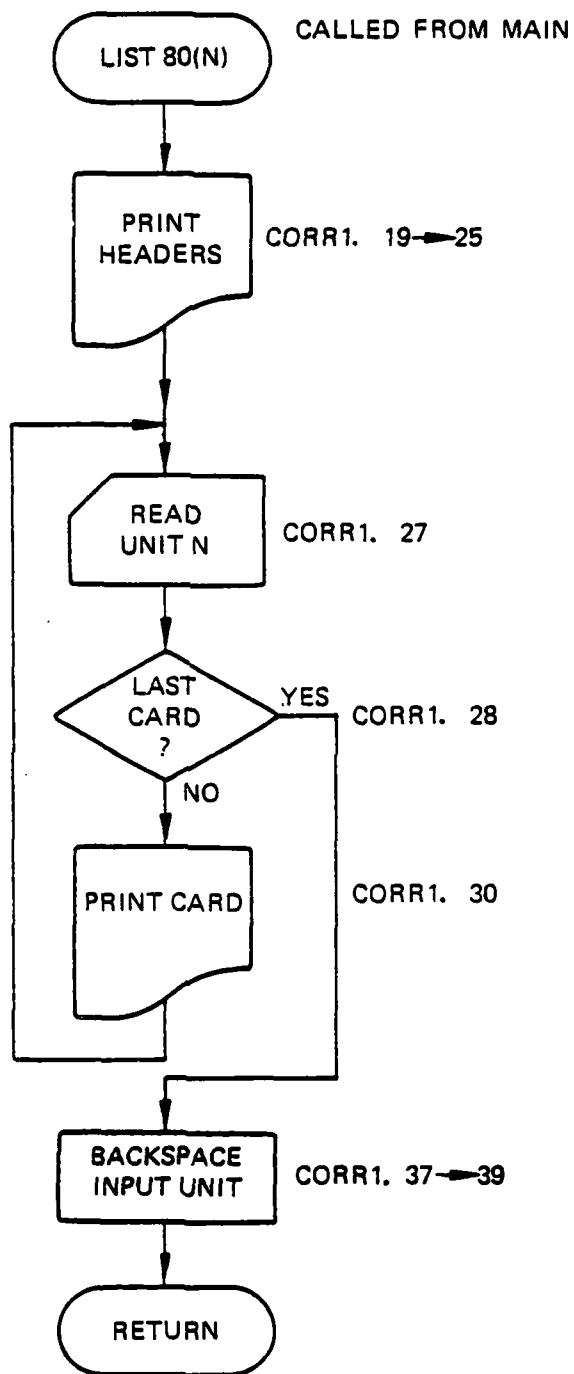 CALLED FROM MAIN
LIST 80(N)
PRINT
HEADERS
CORR1. 19→25
READ
UNIT N
CORR1. 27
LAST
CARD
?
YES
CORR1. 28
NO
PRINT CARD
CORR1. 30
BACKSPACE
INPUT UNIT
CORR1. 37→39
RETURN